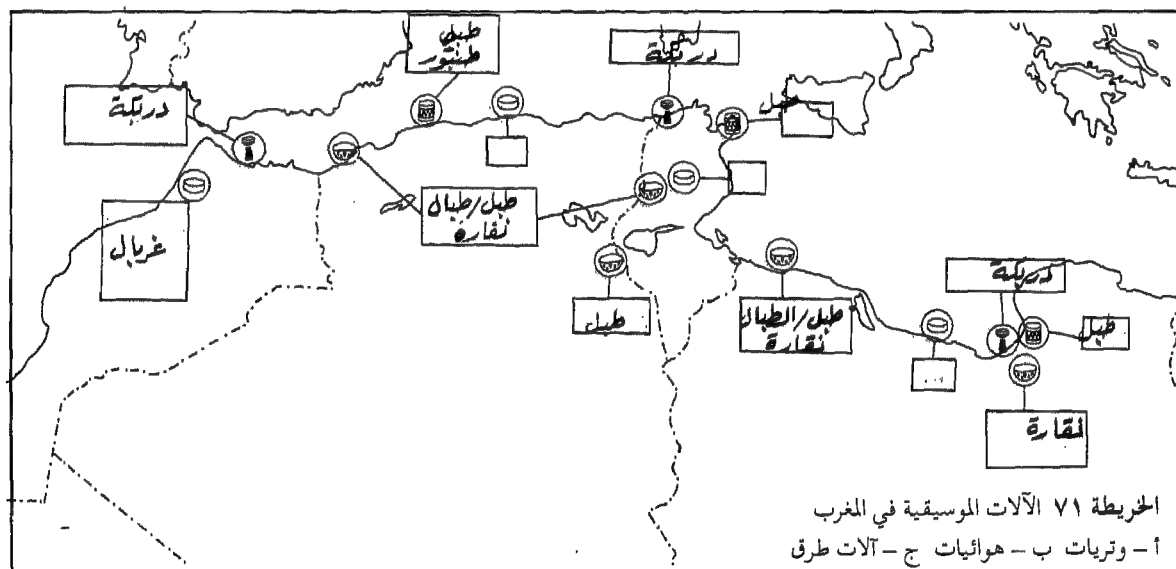 طبل
طنبور
دربكة
دربكة
طبل
طبل/طبال
نقارة
غربال
طبل
طبل/الطبال
نقارة
دربكة
طبل
...
نقارة
الخريطة ٧١ الآلات الموسيقية في المغرب
أ – وتريات ب – هوائيات ج – آلات طرق